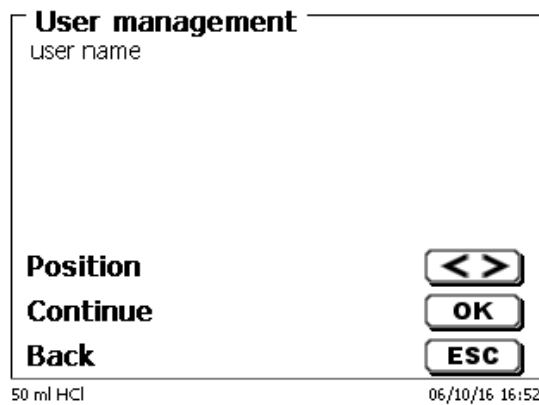 User management
user name
Position < >
Continue OK
Back ESC
50 ml HCl 06/10/16 16:52